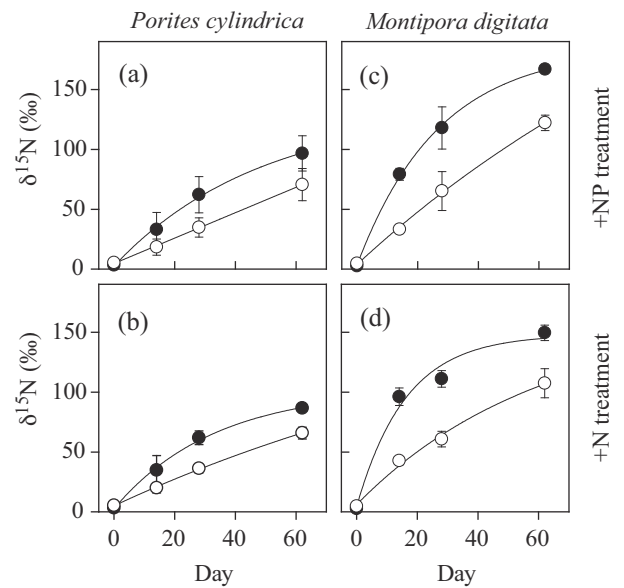 Porites cylindrica Montipora digitata
(a) (c)
150
100
50
0
δ¹⁵N (‰)
+NP treatment
(b) (d)
150
100
50
0
δ¹⁵N (‰)
+N treatment
0 20 40 60 0 20 40 60
Day Day